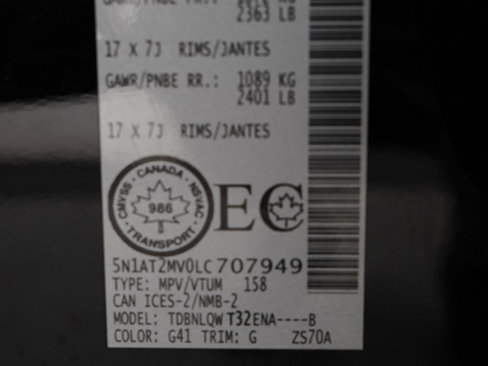 2363 LB
17 X 7J RIMS/JANTES
GAWR/PNBE RR.: 1089 KG
2401 LB
17 X 7J RIMS/JANTES
CMVSS - CANADA - NSVAC
986
TRANSPORT
EC
5N1AT2MV0LC707949
TYPE: MPV/VTUM 158
CAN ICES-2/NMB-2
MODEL: TDBNLQWT32ENA----B
COLOR: G41 TRIM: G ZS70A